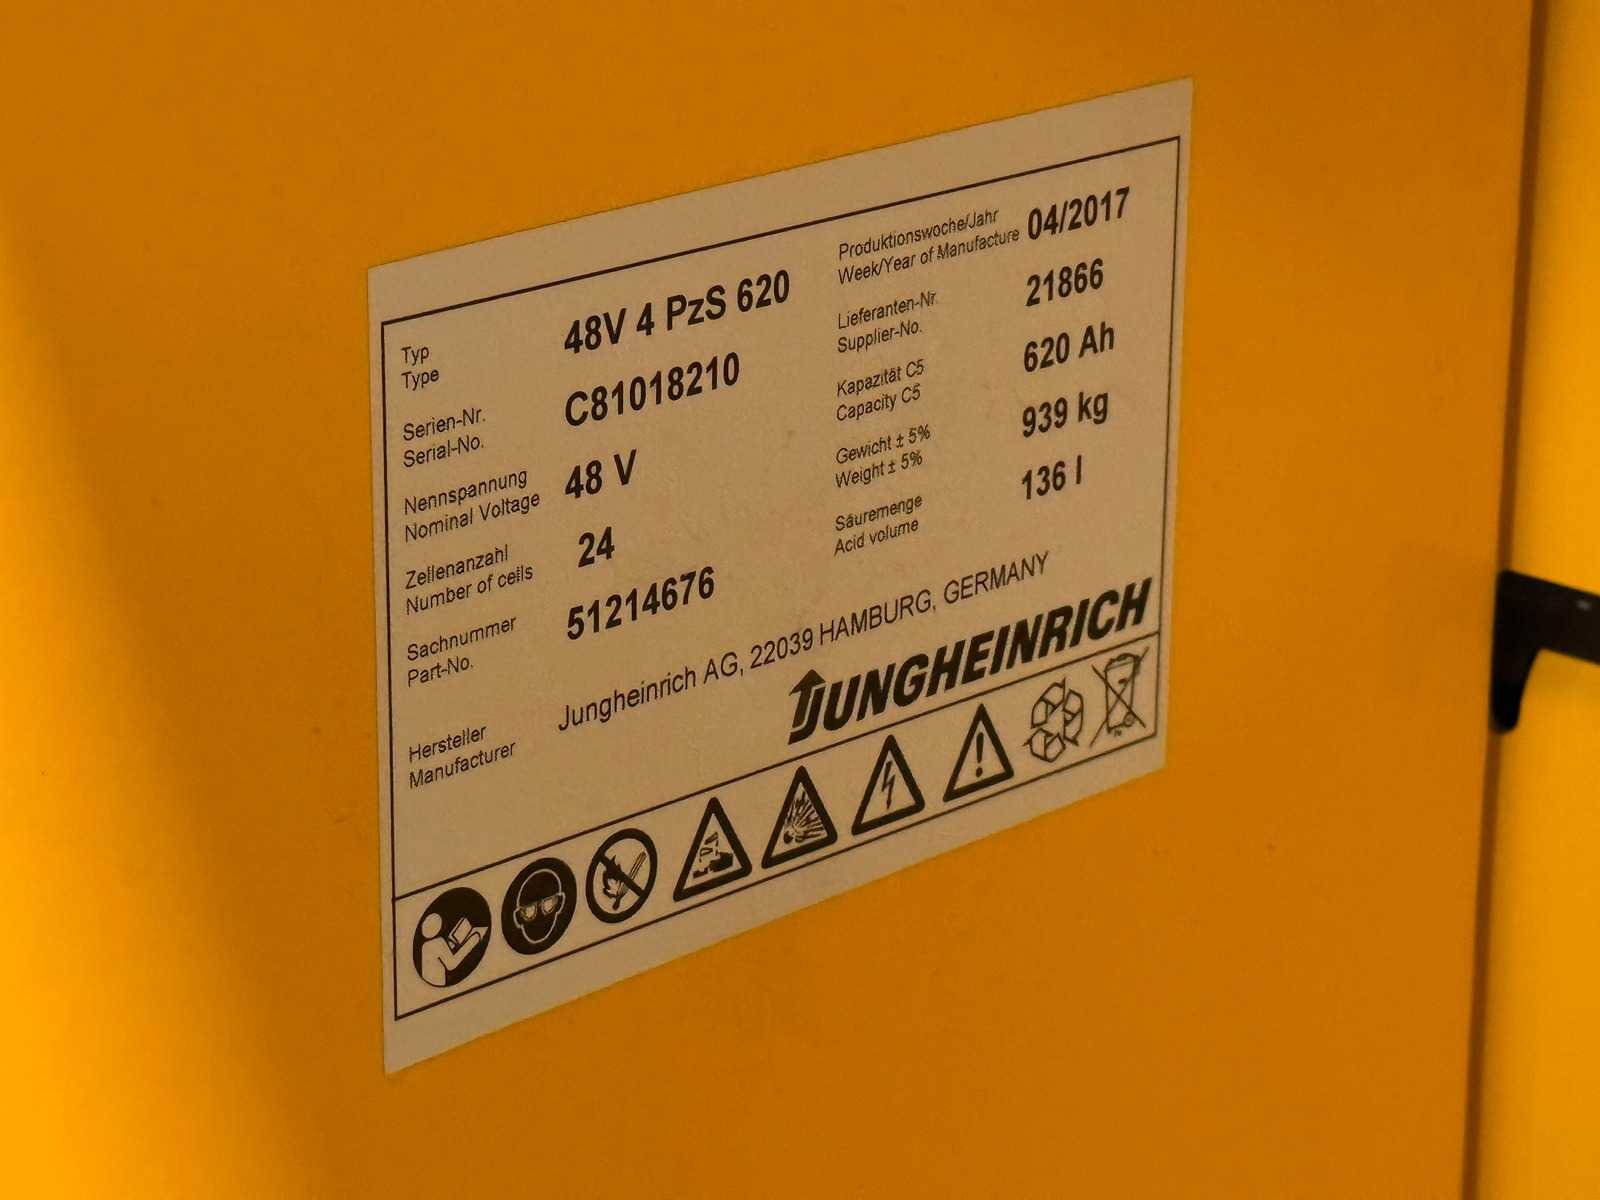 Typ
Type
48V 4 PzS 620
Serien-Nr.
Serial-No.
C81018210
Nennspannung
Nominal Voltage
48 V
Zellenanzahl
Number of cells
24
Sachnummer
Part-No.
51214676
Produktionswoche/Jahr
Week/Year of Manufacture
04/2017
Lieferanten-Nr.
Supplier-No.
21866
Kapazität C5
Capacity C5
620 Ah
Gewicht ± 5%
Weight ± 5%
939 kg
Säuremenge
Acid volume
136 l
Hersteller
Manufacturer
Jungheinrich AG, 22039 HAMBURG, GERMANY
JUNGHEINRICH